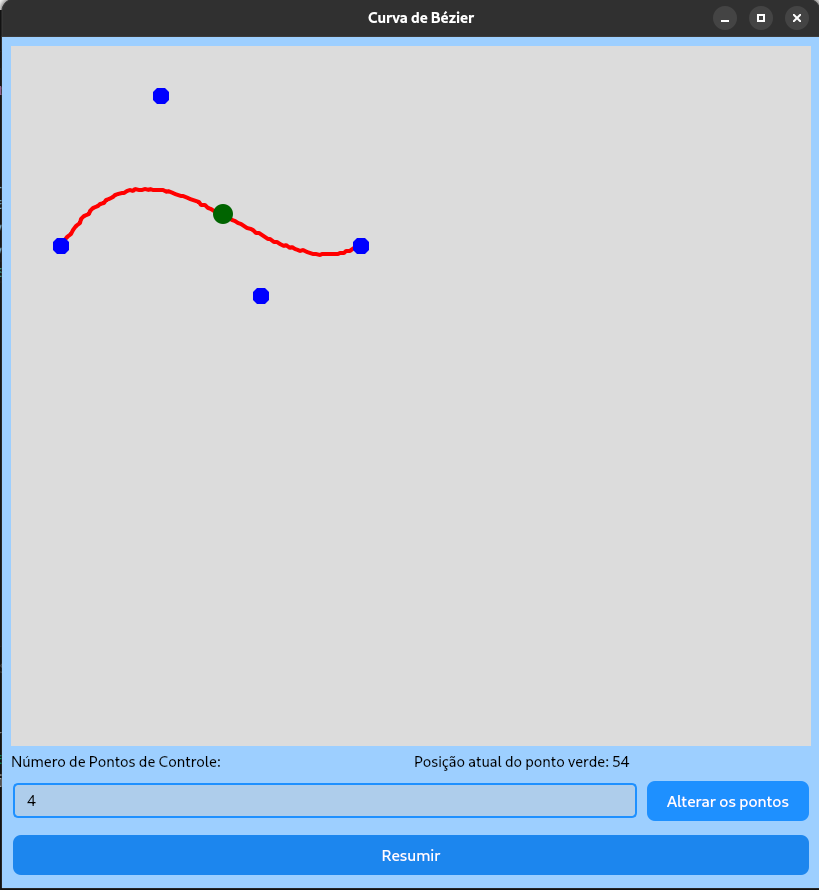 Curva de Bézier
Número de Pontos de Controle:
Posição atual do ponto verde: 54
4
Alterar os pontos
Resumir